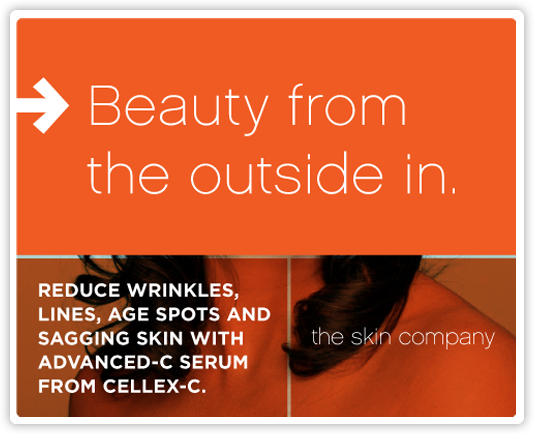 Beauty from
the outside in.
REDUCE WRINKLES,
LINES, AGE SPOTS AND
SAGGING SKIN WITH
ADVANCED-C SERUM
FROM CELLEX-C.
the skin company